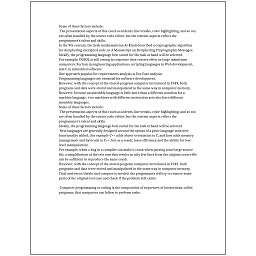 Some of these factors include:
The presentation aspects of this (such as indents, line breaks, color highlighting, and so on)
are often handled by the source code editor, but the content aspects reflect the
programmer's talent and skills.
In the 9th century, the Arab mathematician Al-Kindi described a cryptographic algorithm
for deciphering encrypted code, in A Manuscript on Deciphering Cryptographic Messages.
Ideally, the programming language best suited for the task at hand will be selected.
For example, COBOL is still strong in corporate data centers often on large mainframe
computers, Fortran in engineering applications, scripting languages in Web development,
and C in embedded software.
One approach popular for requirements analysis is Use Case analysis.
Programming languages are essential for software development.
However, with the concept of the stored-program computer introduced in 1949, both
programs and data were stored and manipulated in the same way in computer memory.
However, because an assembly language is little more than a different notation for a
machine language, two machines with different instruction sets also have different
assembly languages.
Some of these factors include:
The presentation aspects of this (such as indents, line breaks, color highlighting, and so on)
are often handled by the source code editor, but the content aspects reflect the
programmer's talent and skills.
Ideally, the programming language best suited for the task at hand will be selected.
New languages are generally designed around the syntax of a prior language with new
functionality added, (for example C++ adds object-orientation to C, and Java adds memory
management and bytecode to C++, but as a result, loses efficiency and the ability for low-
level manipulation).
For example, when a bug in a compiler can make it crash when parsing some large source
file, a simplification of the test case that results in only few lines from the original source file
can be sufficient to reproduce the same crash.
However, with the concept of the stored-program computer introduced in 1949, both
programs and data were stored and manipulated in the same way in computer memory.
Trial-and-error/divide-and-conquer is needed: the programmer will try to remove some
parts of the original test case and check if the problem still exists.
Computer programming or coding is the composition of sequences of instructions, called
programs, that computers can follow to perform tasks.